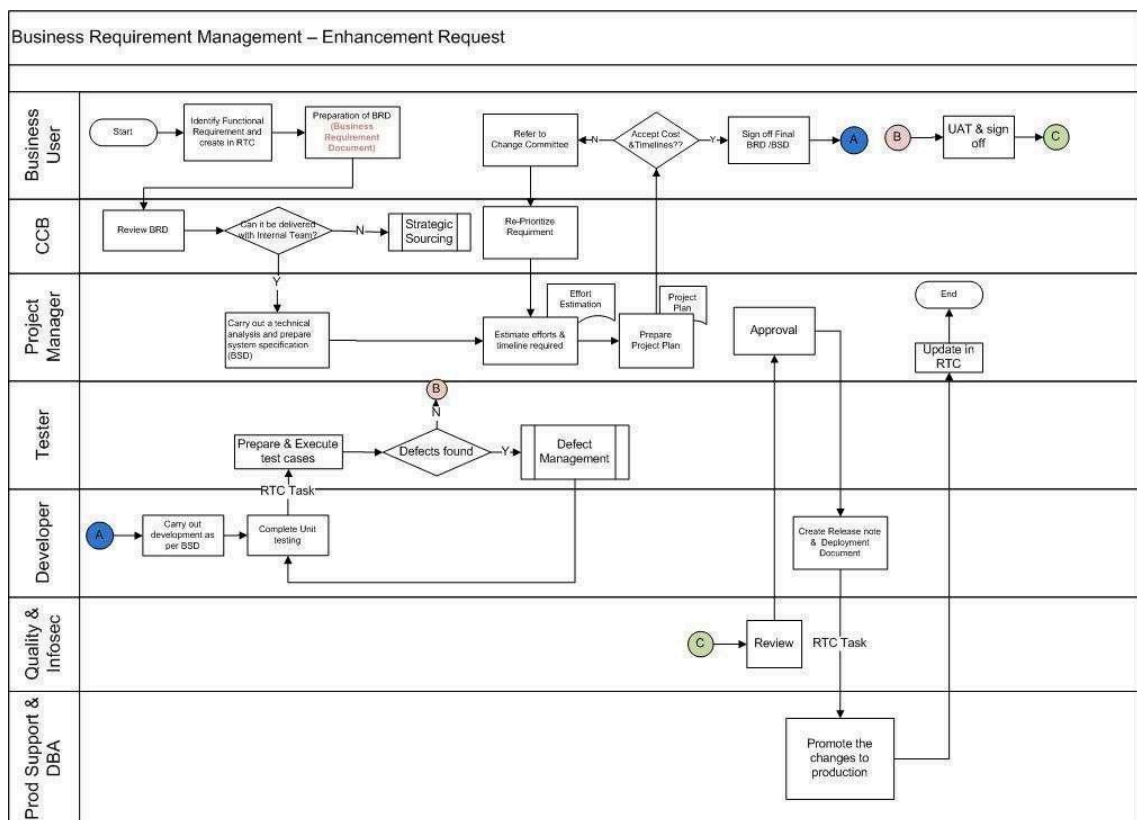 Business Requirement Management – Enhancement Request
Business
User
Start
Identify Functional
Requirement and
create in RTC
Preparation of BRD
(Business
Requirement
Document)
Refer to
Change Committee
N
Accept Cost
&Timelines??
Y
Sign off Final
BRD /BSD
A
B
UAT & sign
off
C
CCB
Review BRD
Can it be delivered
with Internal Team?
N
Strategic
Sourcing
Re-Prioritize
Requirment
Y
Project
Manager
Carry out a technical
analysis and prepare
system specification
(BSD)
Effort
Estimation
Estimate efforts &
timeline required
Project
Plan
Prepare
Project Plan
Approval
End
Update in
RTC
Tester
B
N
Prepare & Execute
test cases
Defects found
Y
Defect
Management
RTC Task
Developer
A
Carry out
development as
per BSD
Complete Unit
testing
Create Release note
& Deployment
Document
Quality &
Infosec
C
Review
RTC Task
Prod Support &
DBA
Promote the
changes to
production